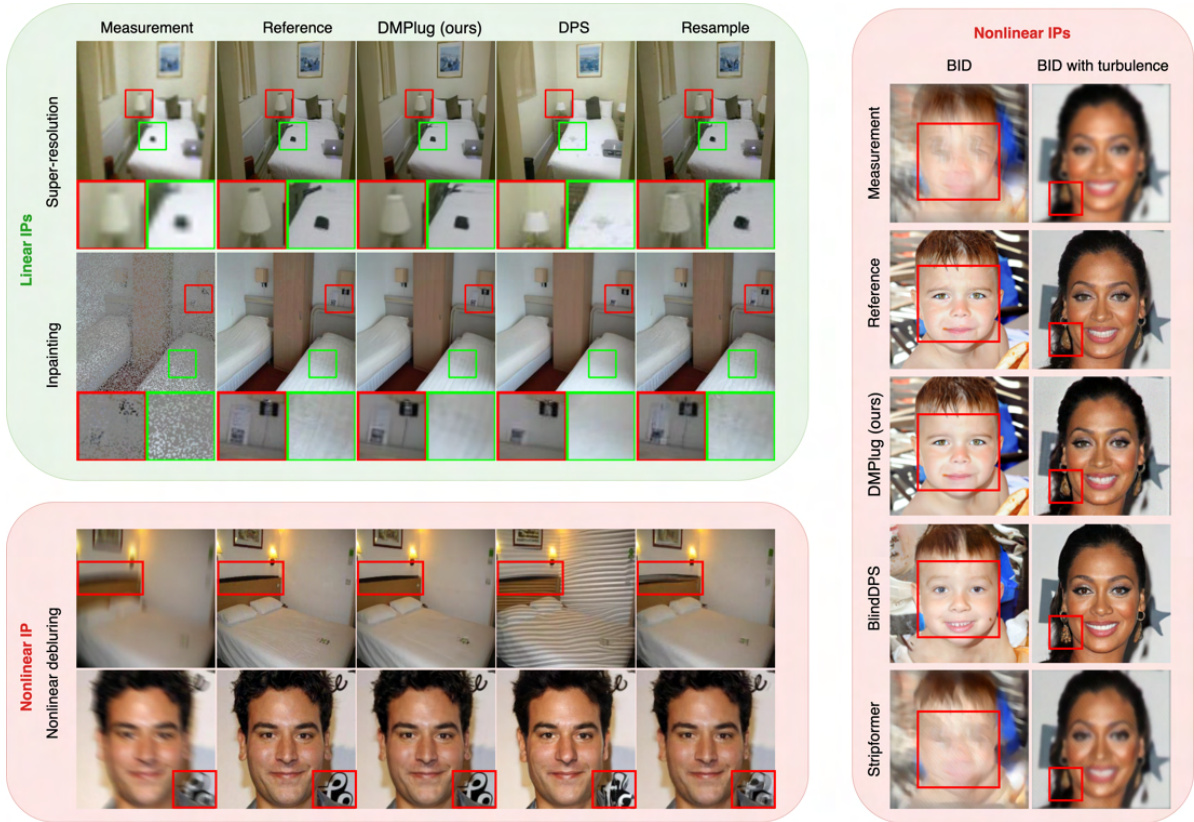 Measurement
Reference
DMPlug (ours)
DPS
Resample
Linear IPs
Super-resolution
Inpainting
Nonlinear IP
Nonlinear debluring
Nonlinear IPs
BID
BID with turbulence
Measurement
Reference
DMPlug (ours)
BlindDPS
Stripformer